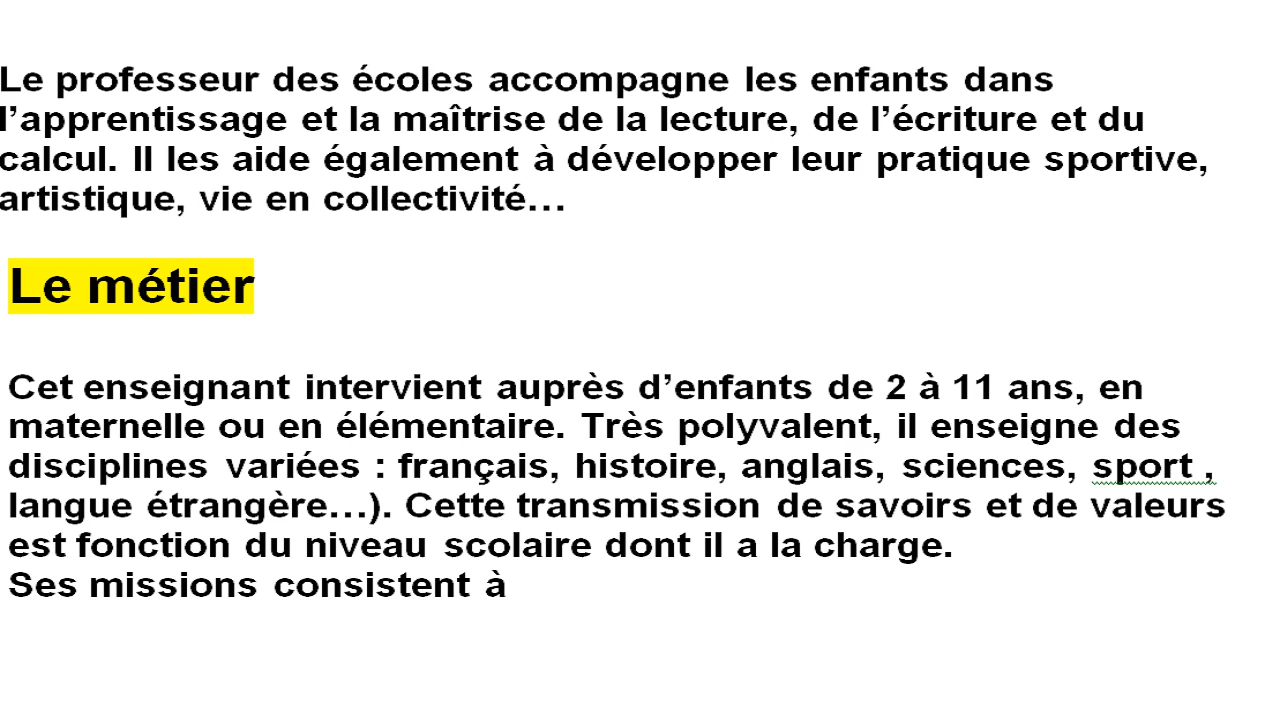 Le professeur des écoles accompagne les enfants dans
l’apprentissage et la maîtrise de la lecture, de l’écriture et du
calcul. Il les aide également à développer leur pratique sportive,
artistique, vie en collectivité…
Le métier
Cet enseignant intervient auprès d’enfants de 2 à 11 ans, en
maternelle ou en élémentaire. Très polyvalent, il enseigne des
disciplines variées : français, histoire, anglais, sciences, sport ,
langue étrangère…). Cette transmission de savoirs et de valeurs
est fonction du niveau scolaire dont il a la charge.
Ses missions consistent à